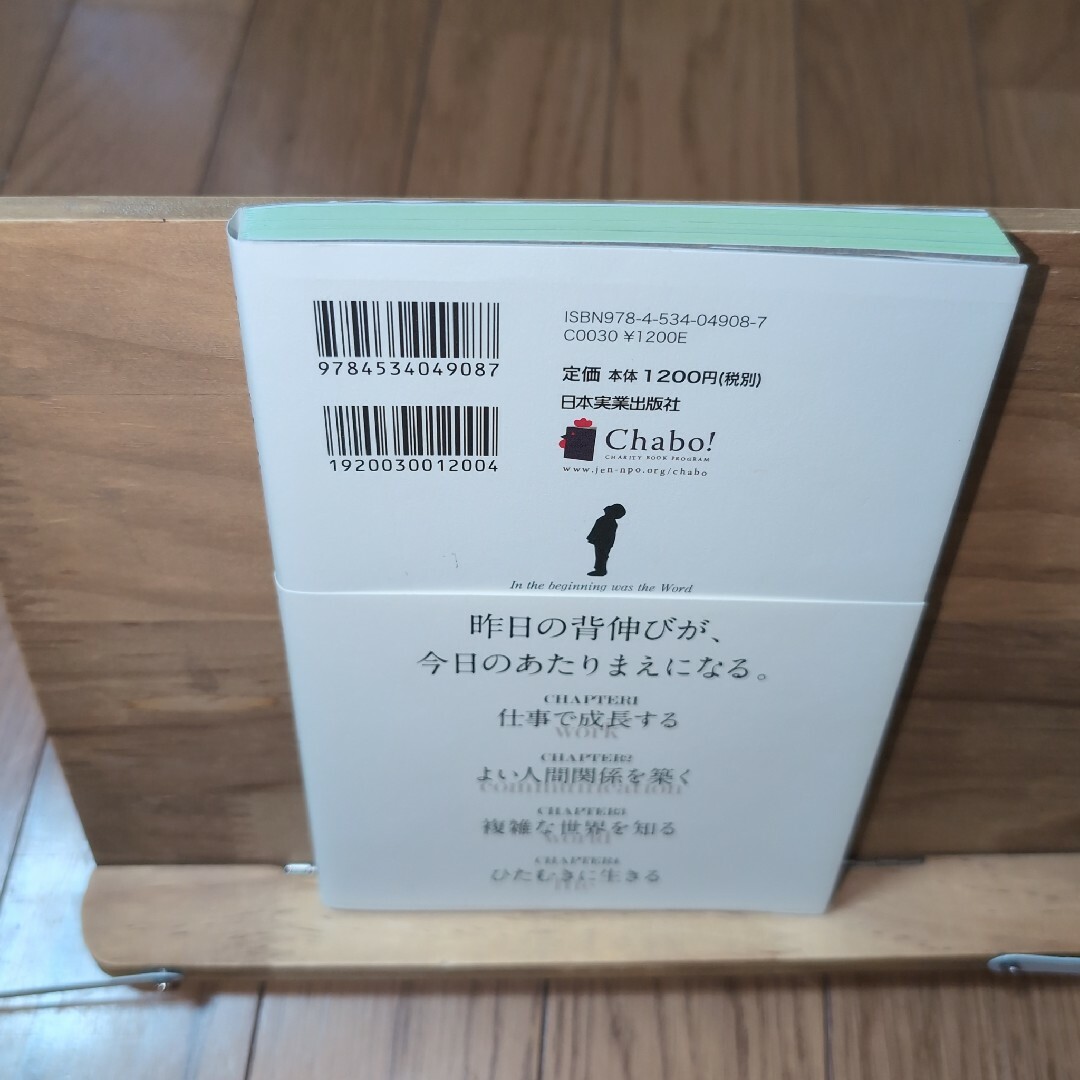 9784534049087
1920030012004
ISBN978-4-534-04908-7
C0030 ¥1200E
定価 本体1200円(税別)
日本実業出版社
Chabo!
CHARITY BOOK PROGRAM
www.jen-npo.org/chabo
In the beginning was the Word
昨日の背伸びが、
今日のあたりまえになる。
CHAPTER1
仕事で成長する
WORK
CHAPTER2
よい人間関係を築く
Communication
CHAPTER3
複雑な世界を知る
CHAPTER4
ひたむきに生きる